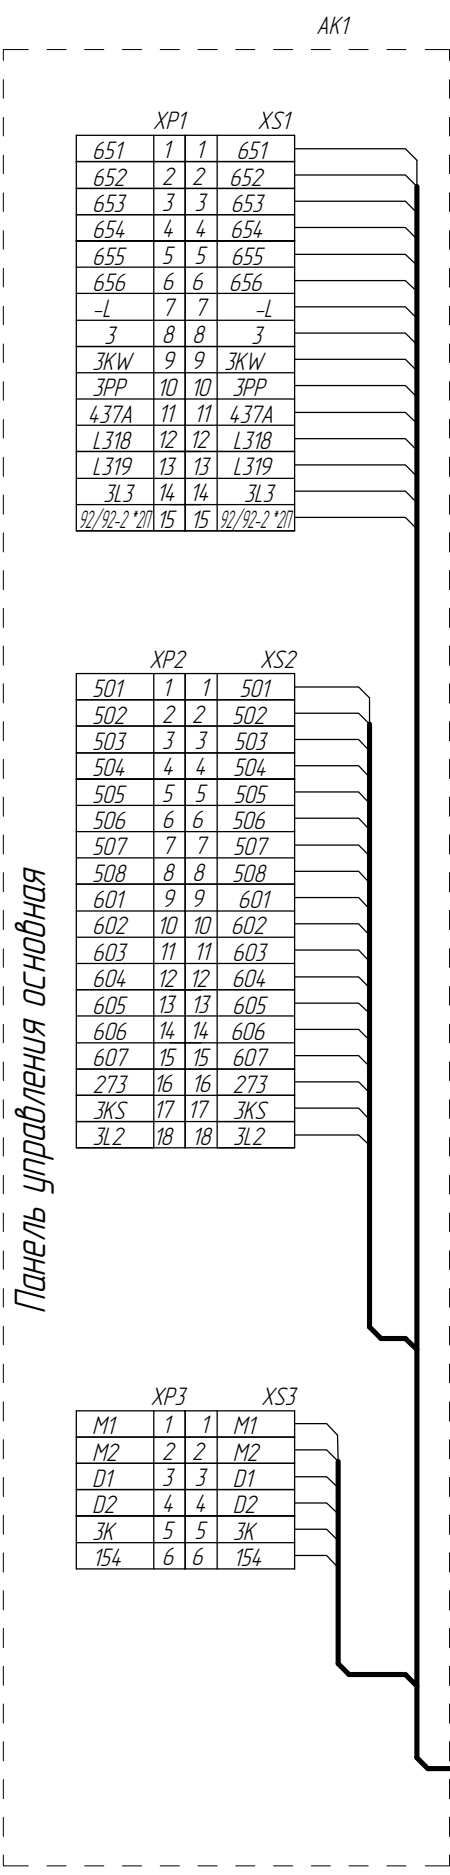 AK1
XP1 XS1
651 1 1 651
652 2 2 652
653 3 3 653
654 4 4 654
655 5 5 655
656 6 6 656
-L 7 7 -L
3 8 8 3
3KW 9 9 3KW
3PP 10 10 3PP
437A 11 11 437A
L318 12 12 L318
L319 13 13 L319
3L3 14 14 3L3
92/92-2 *2П 15 15 92/92-2 *2П
XP2 XS2
501 1 1 501
502 2 2 502
503 3 3 503
504 4 4 504
505 5 5 505
506 6 6 506
507 7 7 507
508 8 8 508
601 9 9 601
602 10 10 602
603 11 11 603
604 12 12 604
605 13 13 605
606 14 14 606
607 15 15 607
273 16 16 273
3KS 17 17 3KS
3L2 18 18 3L2
Панель управления основная
XP3 XS3
M1 1 1 M1
M2 2 2 M2
D1 3 3 D1
D2 4 4 D2
3K 5 5 3K
154 6 6 154